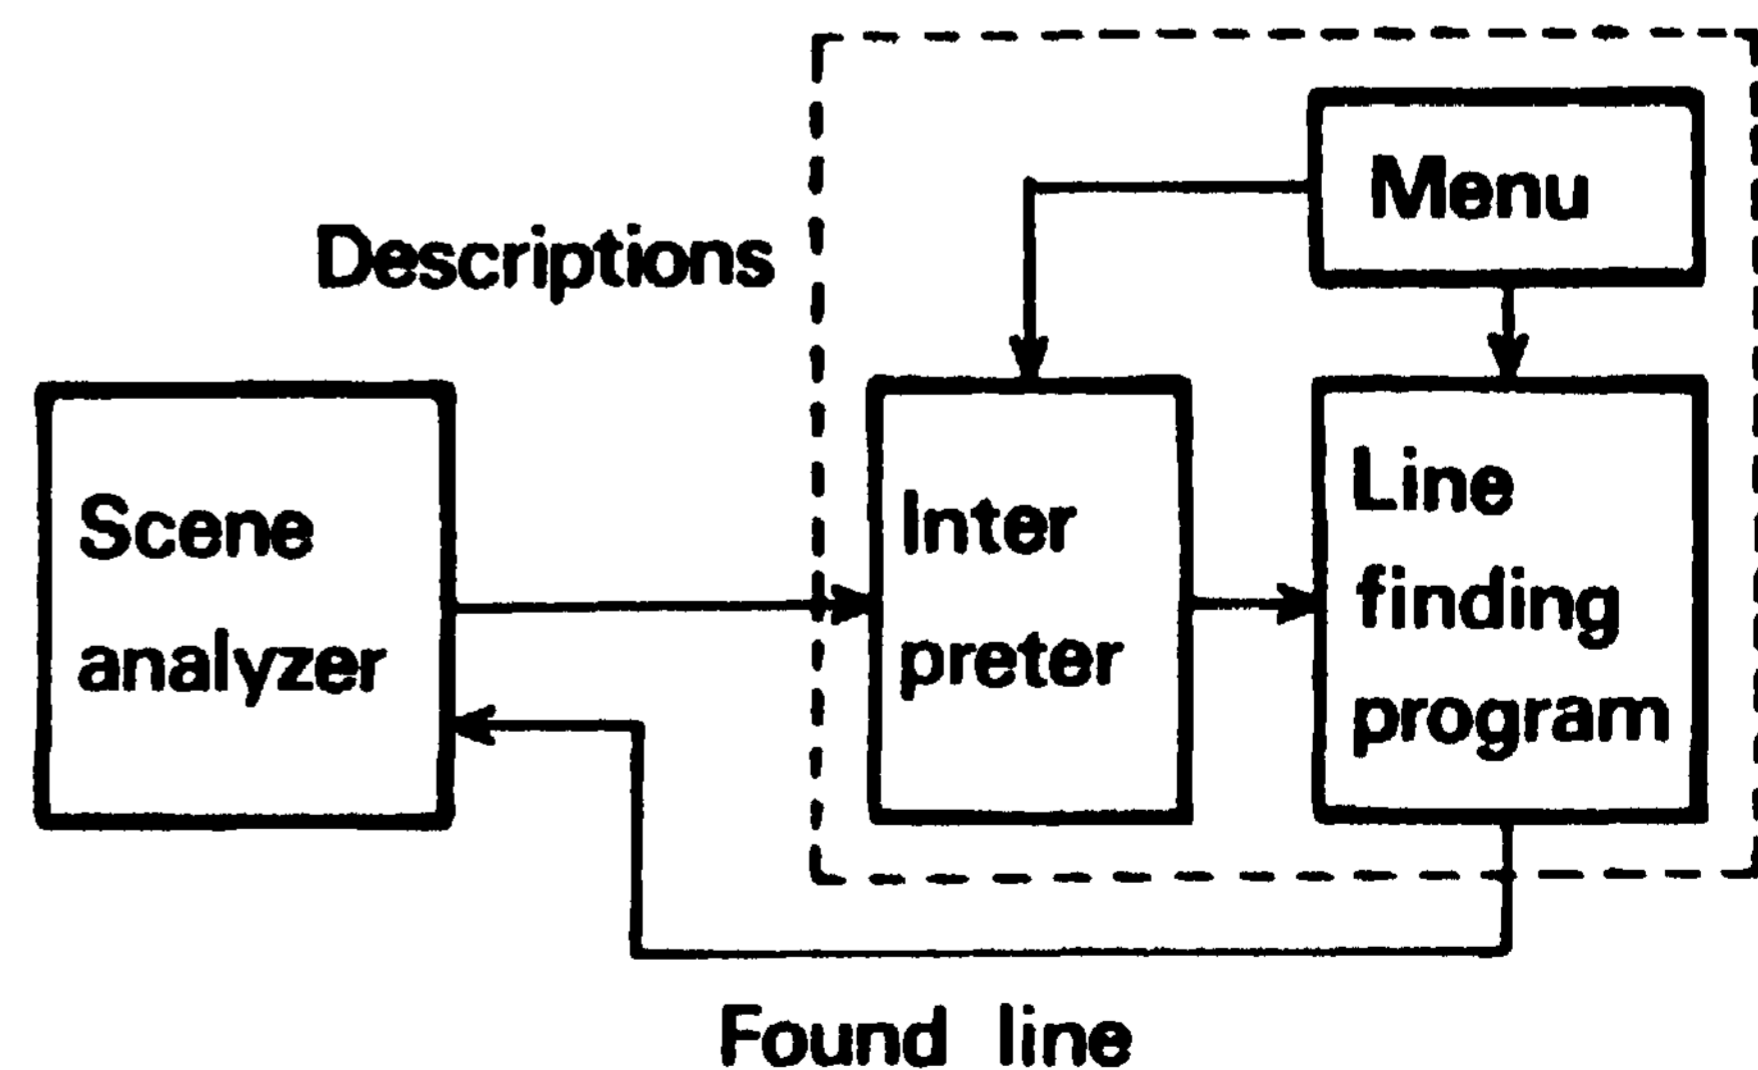 Menu
Descriptions
Scene
analyzer
Inter
preter
Line
finding
program
Found line